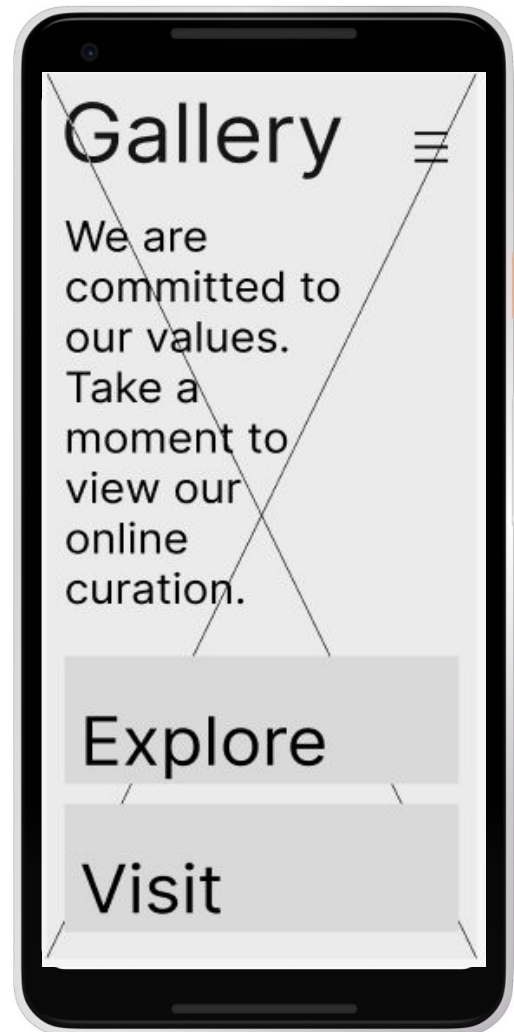 Gallery
We are
committed to
our values.
Take a
moment to
view our
online
curation.
Explore
Visit